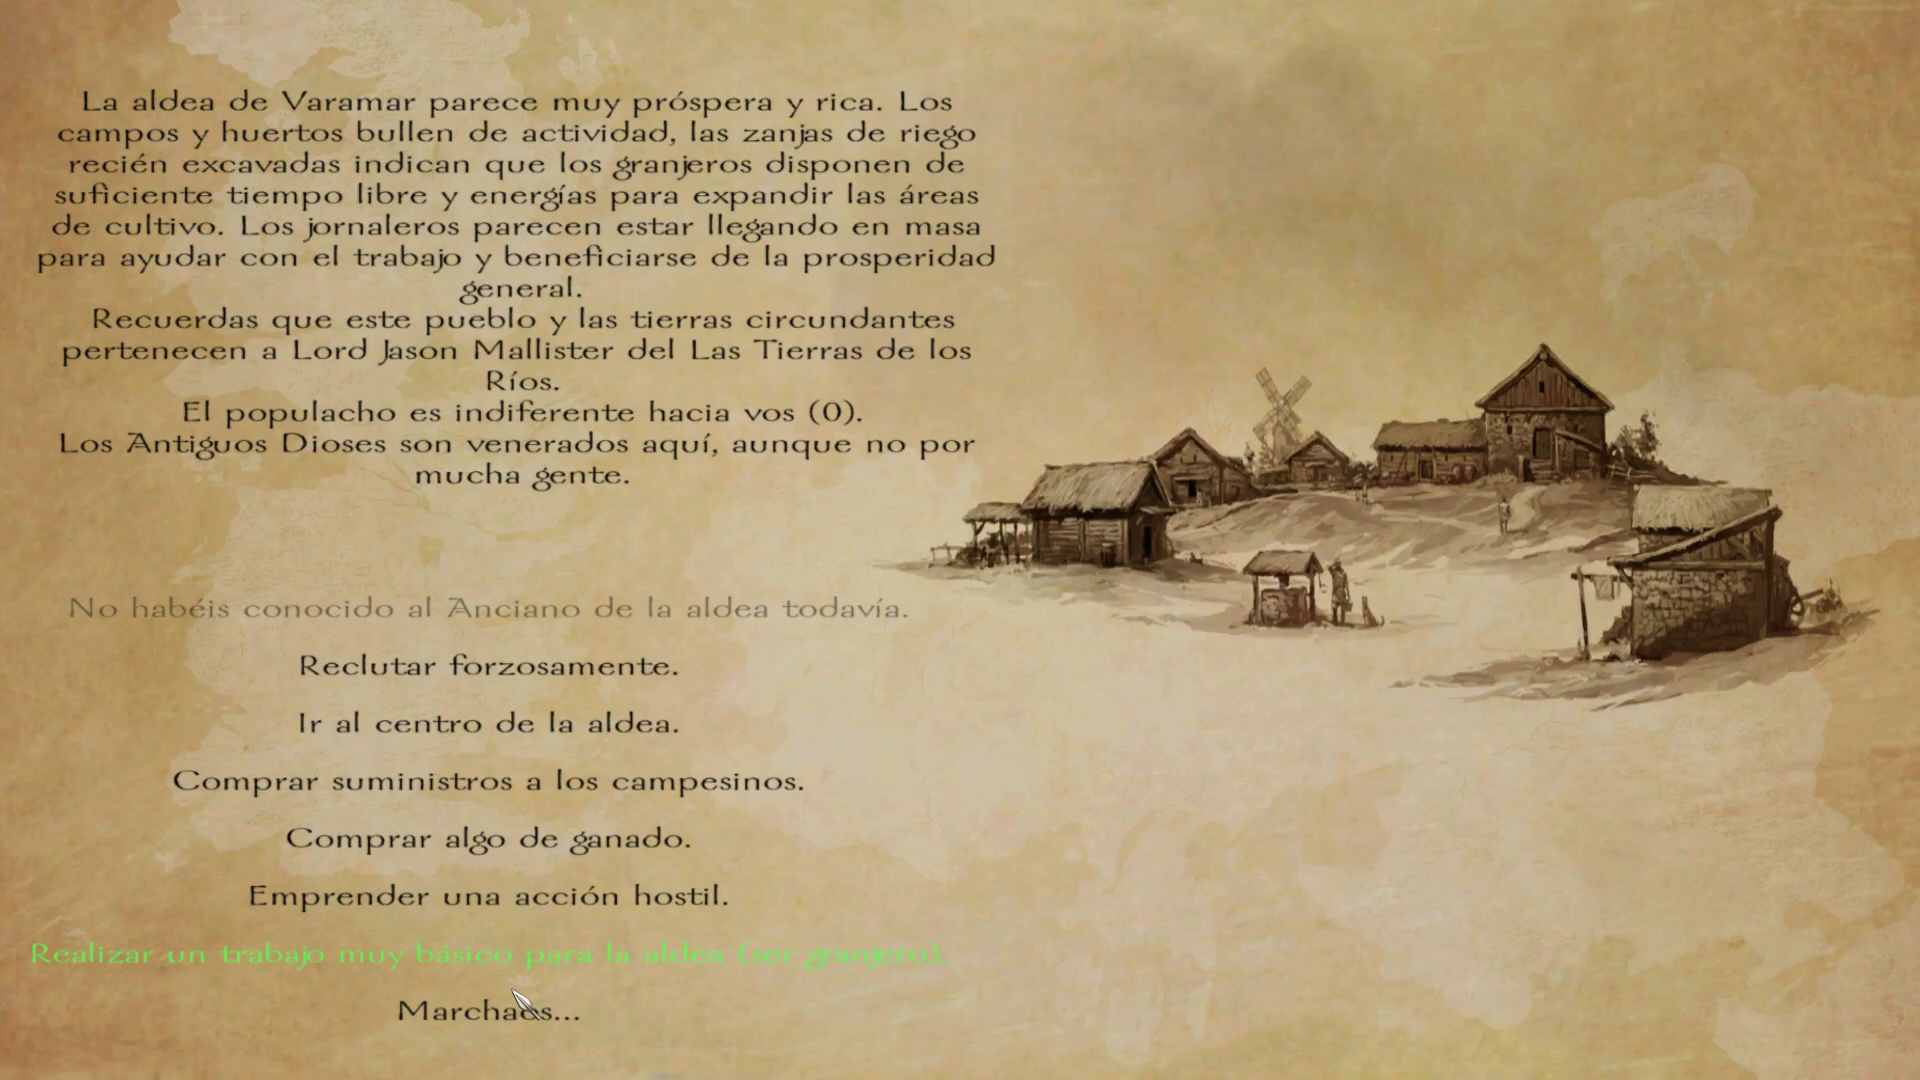 La aldea de Varamar parece muy próspera y rica. Los
campos y huertos bullen de actividad, las zanjas de riego
recién excavadas indican que los granjeros disponen de
suficiente tiempo libre y energías para expandir las áreas
de cultivo. Los jornaleros parecen estar llegando en masa
para ayudar con el trabajo y beneficiarse de la prosperidad
general.
Recuerdas que este pueblo y las tierras circundantes
pertenecen a Lord Jason Mallister del Las Tierras de los
Ríos.
El populacho es indiferente hacia vos (0).
Los Antiguos Dioses son venerados aquí, aunque no por
mucha gente.
No habéis conocido al Anciano de la aldea todavía.
Reclutar forzosamente.
Ir al centro de la aldea.
Comprar suministros a los campesinos.
Comprar algo de ganado.
Emprender una acción hostil.
Realizar un trabajo muy básico para la aldea (ser granjero).
Marchaos...